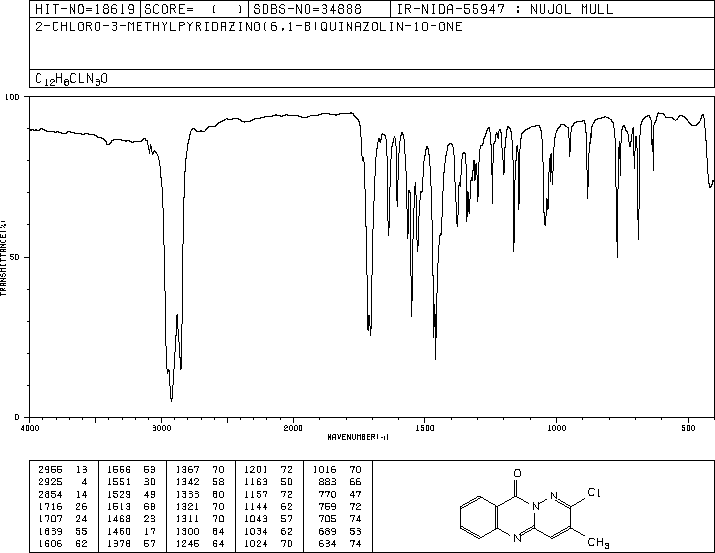 HIT-NO=18619 SCORE= ( ) SDBS-NO=34888 IR-NIDA-55947 : NUJOL MULL
2-CHLORO-3-METHYLPYRIDAZINO(6,1-B)QUINAZOLIN-10-ONE
C12H8CLN3O
100
TRANSMITTANCE(%)
50
0
4000 3000 2000 1500 1000 500
WAVENUMBER(-1)
2955 13 1566 53 1367 70 1201 72 1016 70
2925 4 1551 30 1342 58 1163 50 883 66
2854 14 1529 49 1333 60 1157 72 770 47
1716 26 1513 68 1321 70 1144 62 759 72
1707 24 1468 23 1311 70 1043 57 705 74
1639 55 1460 17 1300 64 1034 62 689 53
1606 62 1378 57 1245 64 1024 70 634 74
O
N N Cl
N CH3